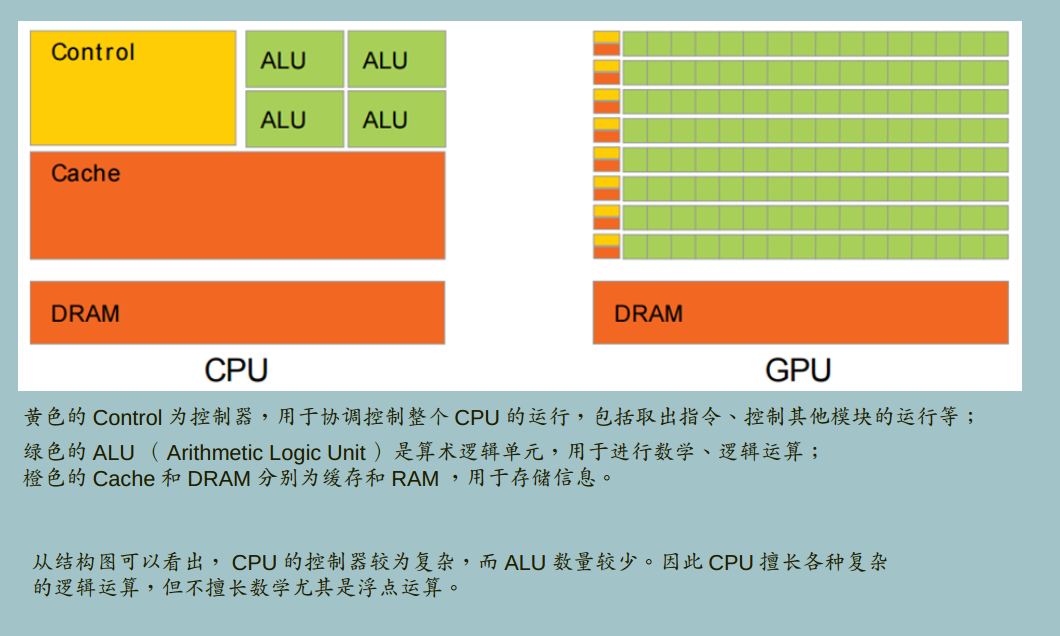 Control
ALU ALU
ALU ALU
Cache
DRAM
CPU
DRAM
GPU
黄色的 Control 为控制器，用于协调控制整个 CPU 的运行，包括取出指令、控制其他模块的运行等；
绿色的 ALU （ Arithmetic Logic Unit ）是算术逻辑单元，用于进行数学、逻辑运算；
橙色的 Cache 和 DRAM 分别为缓存和 RAM ，用于存储信息。
从结构图可以看出， CPU 的控制器较为复杂，而 ALU 数量较少。因此 CPU 擅长各种复杂
的逻辑运算，但不擅长数学尤其是浮点运算。